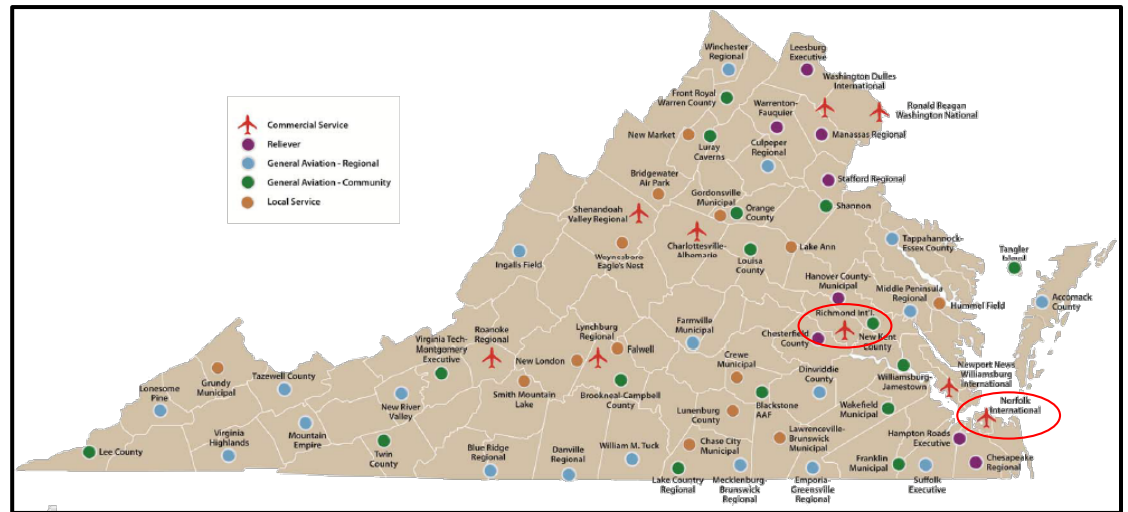 Commercial Service
Reliever
General Aviation - Regional
General Aviation - Community
Local Service
Winchester
Regional
Leesburg
Executive
Washington Dulles
International
Front Royal
Warren County
Warrenton-
Fauquier
Ronald Reagan
Washington National
New Market
Luray
Caverns
Culpeper
Regional
Manassas Regional
Bridgewater
Air Park
Gordonsville
Municipal
Orange
County
Stafford Regional
Shannon
Shenandoah
Valley Regional
Charlottesville-
Albemarle
Waynesboro
Eagle's Nest
Ingalls Field
Louisa
County
Lake Ann
Tappahannock-
Essex County
Tangier
Island
Hanover County-
Municipal
Middle Peninsula
Regional
Hummel Field
Accomack
County
Richmond Int'l.
Chesterfield
County
New Kent
County
Farmville
Municipal
Lynchburg
Regional
Falwell
New London
Roanoke
Regional
Virginia Tech-
Montgomery
Executive
Smith Mountain
Lake
Brookneal-Campbell
County
Crewe
Municipal
Dinwiddie
County
Williamsburg-
Jamestown
Newport News
Williamsburg
International
Norfolk
International
Grundy
Municipal
Tazewell County
Lonesome
Pine
New River
Valley
Lunenburg
County
Blackstone
AAF
Wakefield
Municipal
Hampton Roads
Executive
Lee County
Virginia
Highlands
Mountain
Empire
Twin
County
Blue Ridge
Regional
Danville
Regional
William M. Tuck
Chase City
Municipal
Lawrenceville-
Brunswick
Municipal
Lake Country
Regional
Mecklenburg-
Brunswick
Regional
Emporia-
Greensville
Regional
Franklin
Municipal
Suffolk
Executive
Chesapeake
Regional